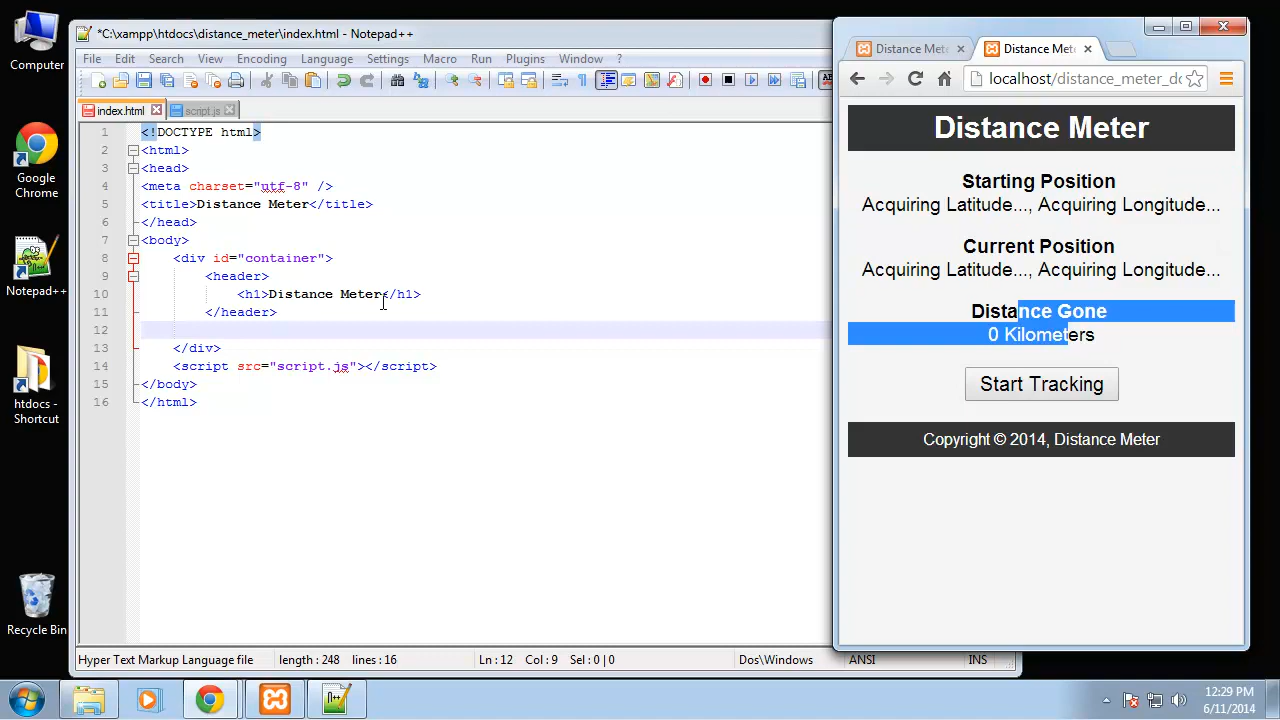 Computer
Google
Chrome
Notepad++
htdocs -
Shortcut
Recycle Bin
*C:\xampp\htdocs\distance_meter\index.html - Notepad++
File Edit Search View Encoding Language Settings Macro Run Plugins Window ?
index.html script.js
1 <!DOCTYPE html>
2 <html>
3 <head>
4 <meta charset="utf-8" />
5 <title>Distance Meter</title>
6 </head>
7 <body>
8 <div id="container">
9 <header>
10 <h1>Distance Meter</h1>
11 </header>
12
13 </div>
14 <script src="script.js"></script>
15 </body>
16 </html>
Hyper Text Markup Language file length : 248 lines : 16 Ln : 12 Col : 9 Sel : 0 | 0 Dos\Windows ANSI INS
Distance Mete Distance Mete
localhost/distance_meter_dc
Distance Meter
Starting Position
Acquiring Latitude..., Acquiring Longitude...
Current Position
Acquiring Latitude..., Acquiring Longitude...
Distance Gone
0 Kilometers
Start Tracking
Copyright © 2014, Distance Meter
12:29 PM
6/11/2014